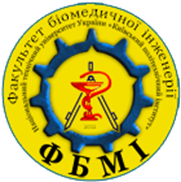 Факультет біомедичної інженерії
Національний технічний університет України «Київський політехнічний інститут»
ФБМІ